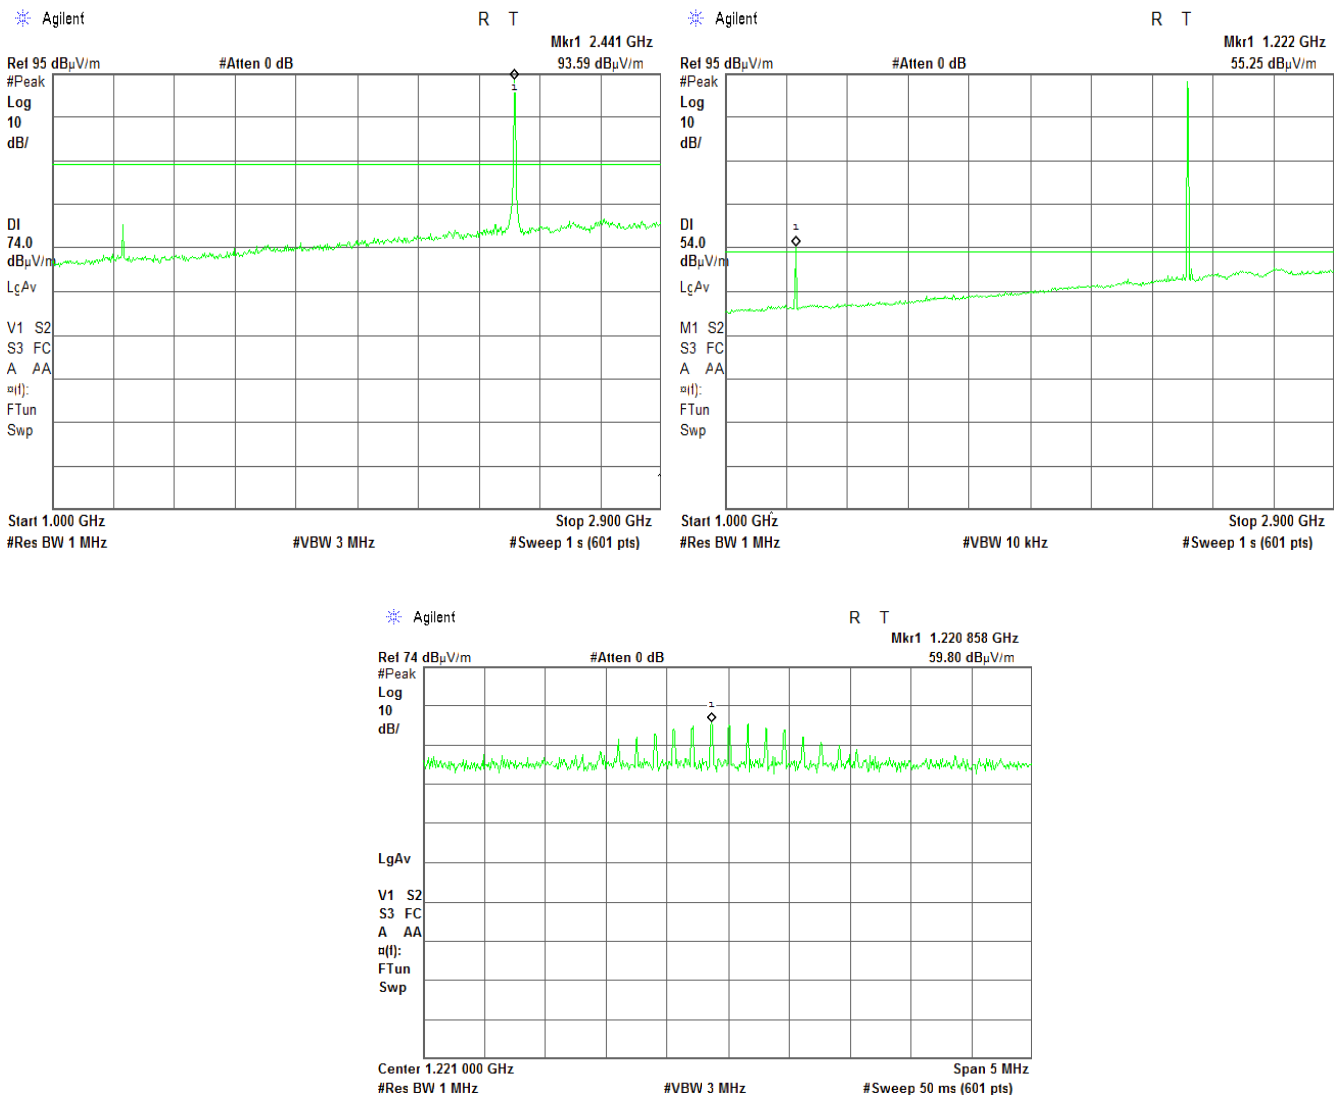 Agilent
R T
Mkr1 2.441 GHz
Ref 95 dBµV/m
#Atten 0 dB
93.59 dBµV/m
#Peak
Log
10
dB/
1
DI
74.0
dBµV/m
LgAv
V1 S2
S3 FC
A AA
¤(f):
FTun
Swp
Start 1.000 GHz
Stop 2.900 GHz
#Res BW 1 MHz
#VBW 3 MHz
#Sweep 1 s (601 pts)
Agilent
R T
Mkr1 1.222 GHz
Ref 95 dBµV/m
#Atten 0 dB
55.25 dBµV/m
#Peak
Log
10
dB/
1
DI
54.0
dBµV/m
LgAv
M1 S2
S3 FC
A AA
¤(f):
FTun
Swp
Start 1.000 GHz
Stop 2.900 GHz
#Res BW 1 MHz
#VBW 10 kHz
#Sweep 1 s (601 pts)
Agilent
R T
Mkr1 1.220 858 GHz
Ref 74 dBµV/m
#Atten 0 dB
59.80 dBµV/m
#Peak
Log
10
dB/
1
LgAv
V1 S2
S3 FC
A AA
¤(f):
FTun
Swp
Center 1.221 000 GHz
Span 5 MHz
#Res BW 1 MHz
#VBW 3 MHz
#Sweep 50 ms (601 pts)